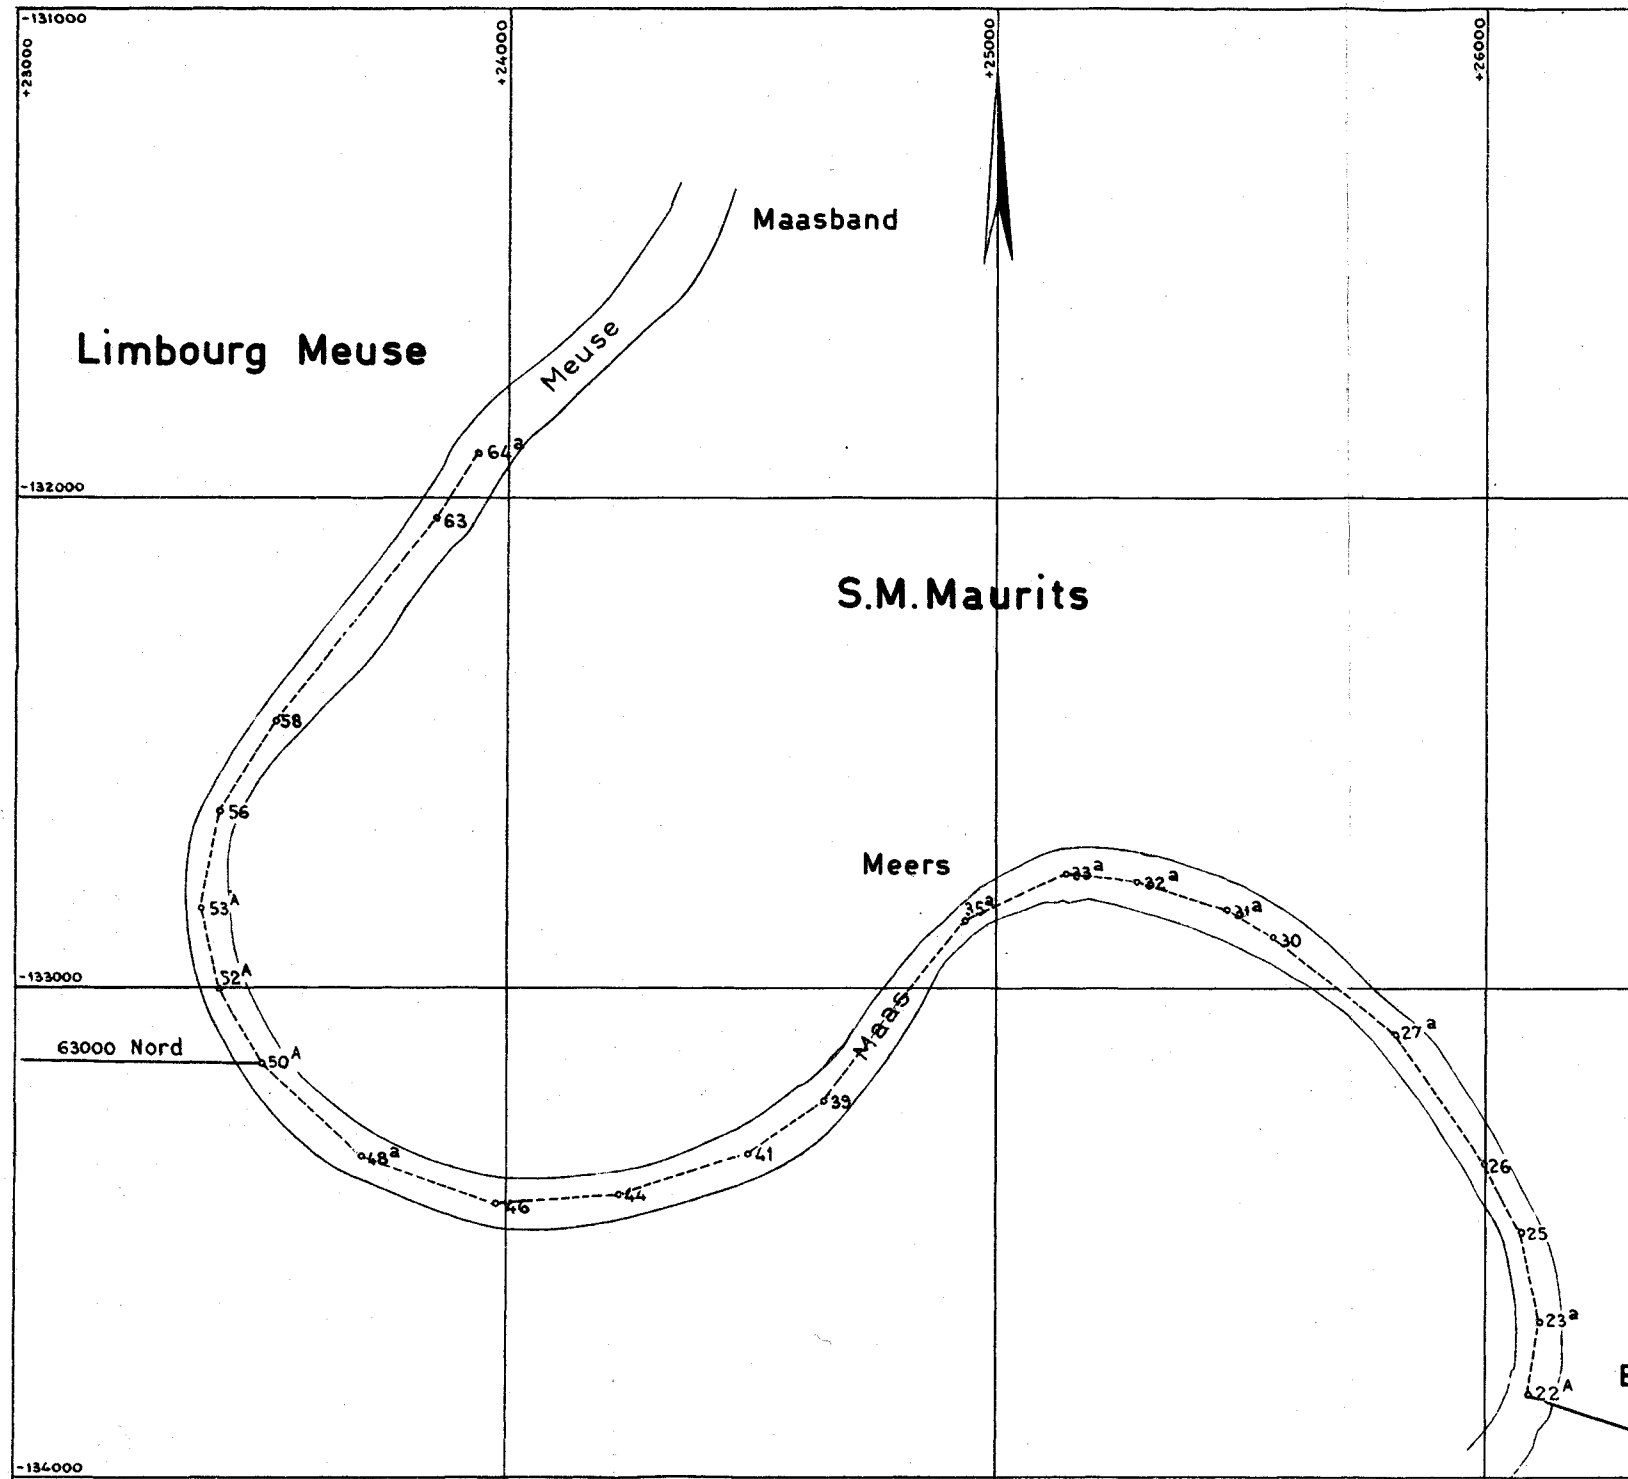 -131000
+23000
+24000
+25000
+26000
Maasband
Limbourg Meuse
Meuse
64a
-132000
63
S.M.Maurits
58
56
Meers
33a
32a
53A
35a
31a
30
52A
-133000
Maas
27a
63000 Nord
50A
39
48a
41
26
44
46
25
23a
E
22A
-134000